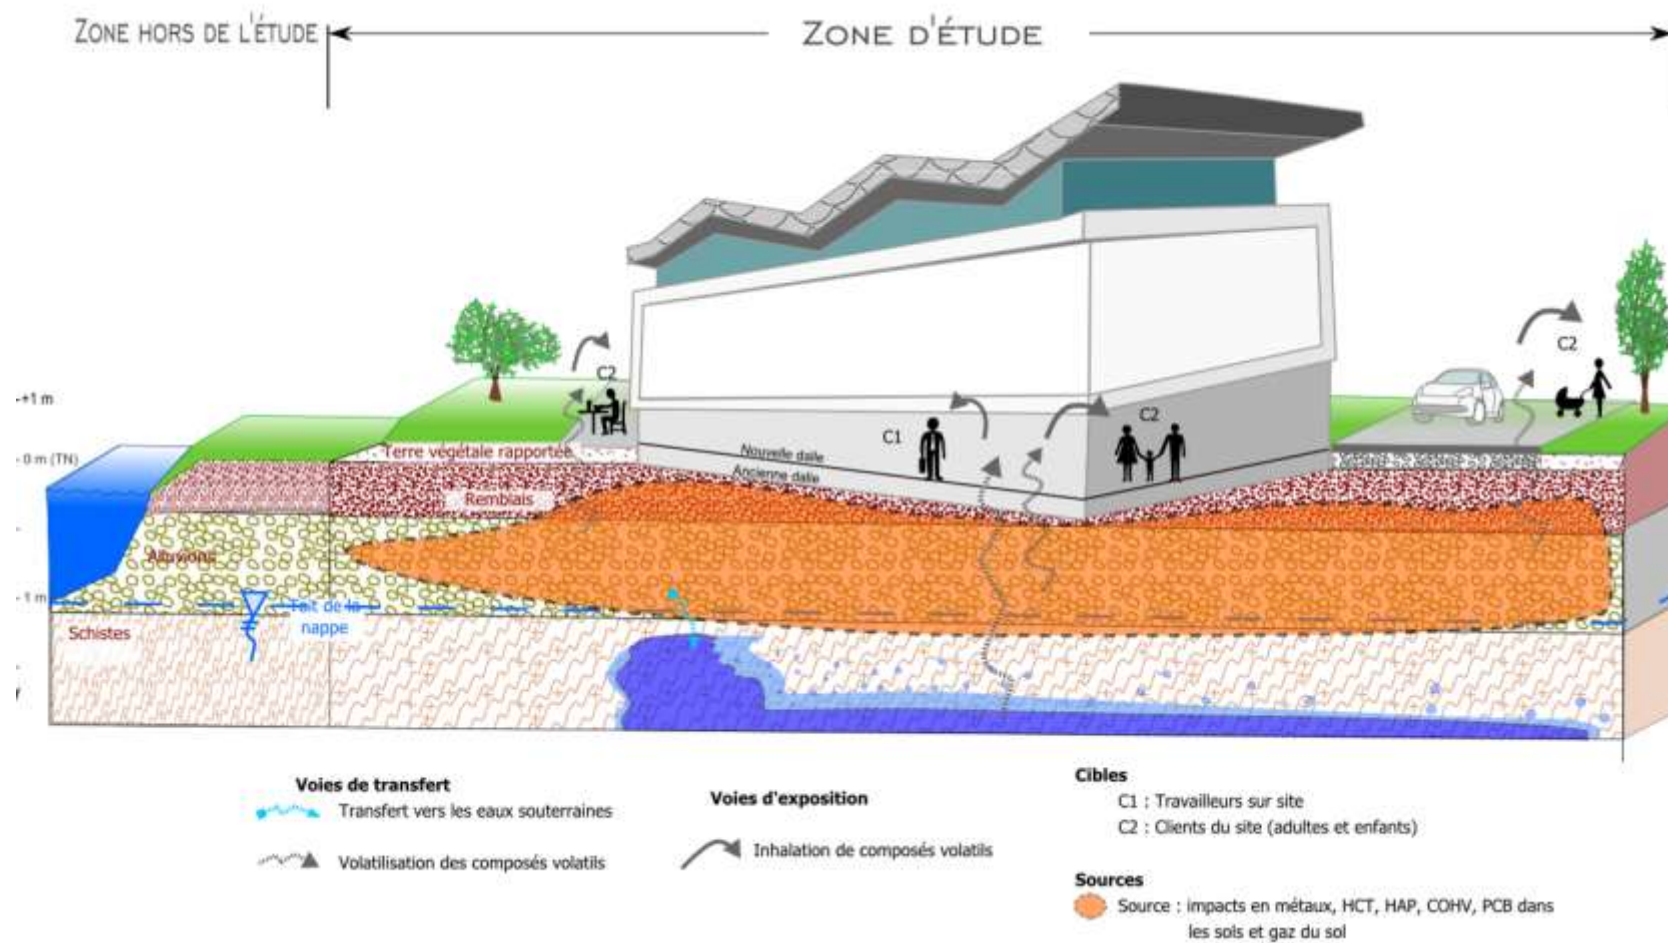 ZONE HORS DE L'ÉTUDE
ZONE D'ÉTUDE
C2
C2
+1 m
C1
C2
Nouvelle dalle
Terre végétale rapportée
0 m (TN)
Ancienne dalle
Remblais
Alluvions
- 1 m
Toit de la
nappe
Schistes
Voies de transfert
Transfert vers les eaux souterraines
Volatilisation des composés volatils
Voies d'exposition
Inhalation de composés volatils
Cibles
C1 : Travailleurs sur site
C2 : Clients du site (adultes et enfants)
Sources
Source : impacts en métaux, HCT, HAP, COHV, PCB dans
les sols et gaz du sol